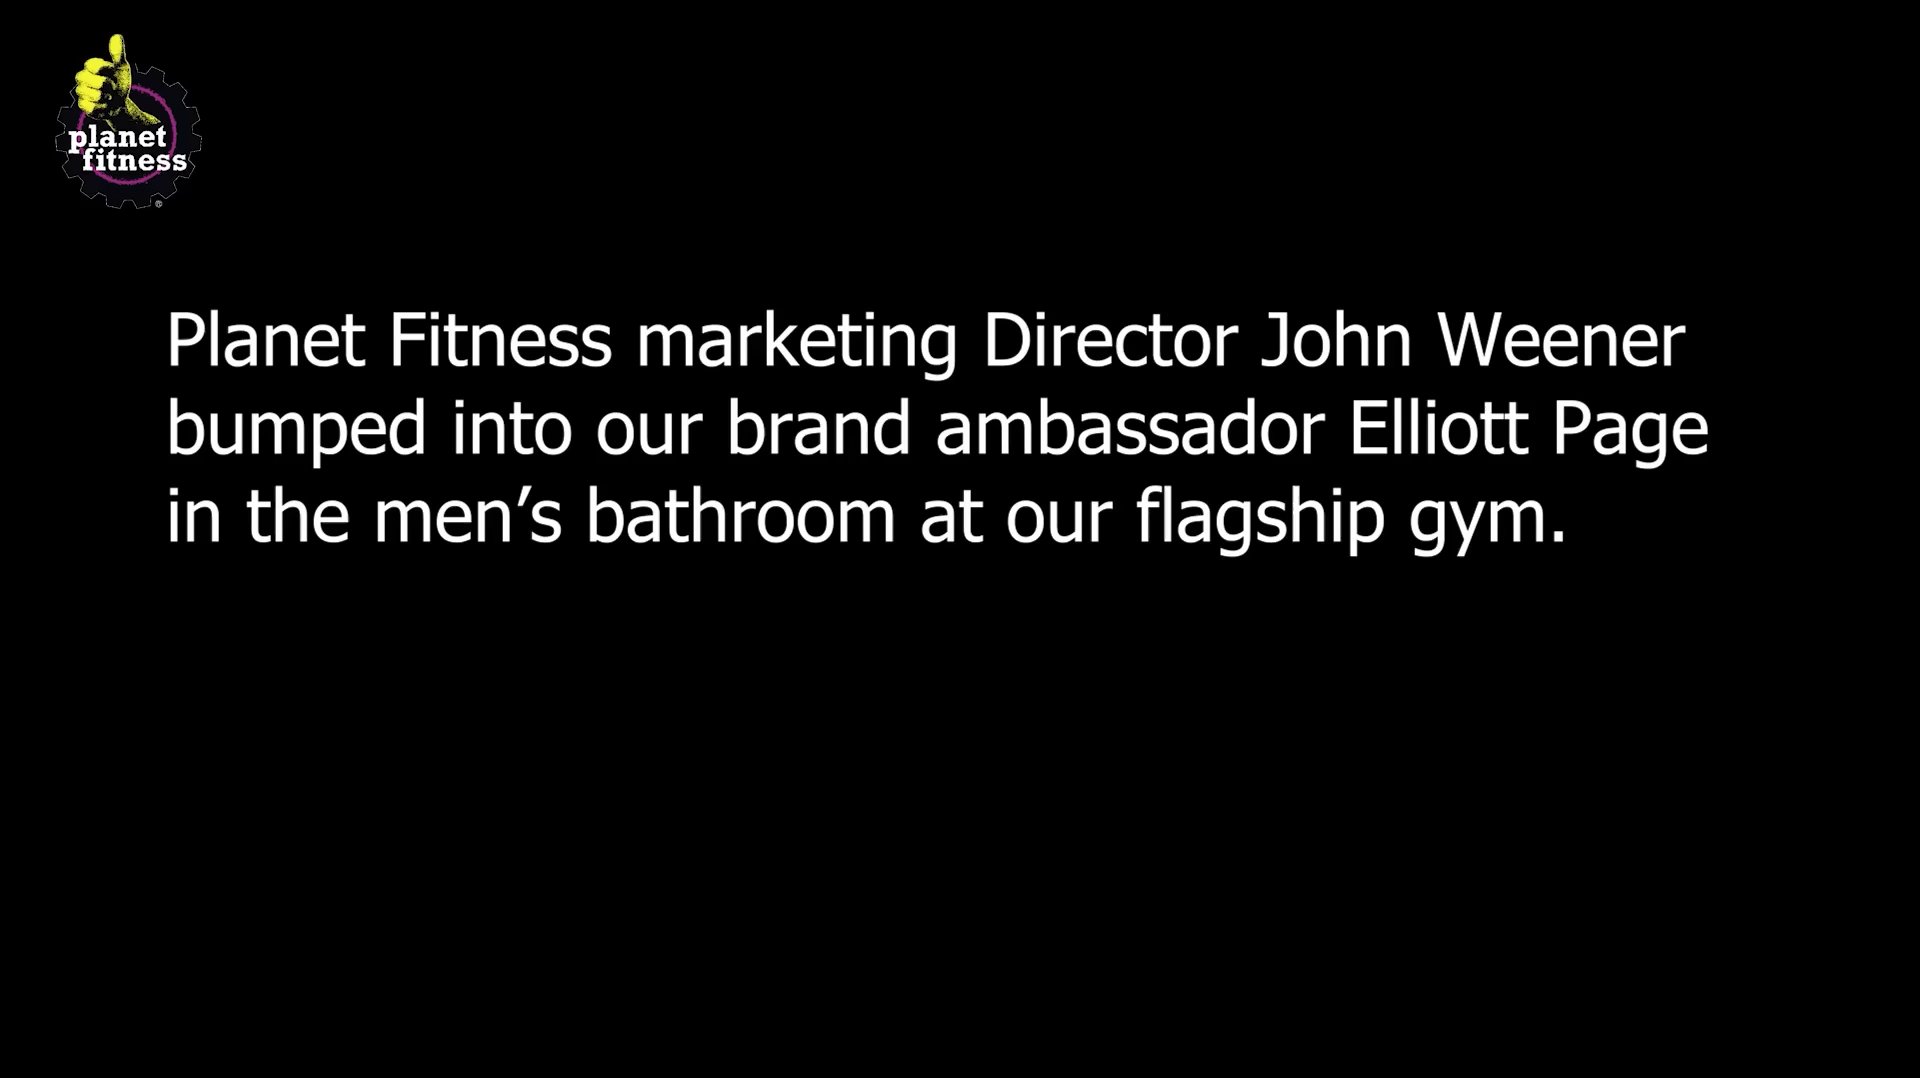 planet
fitness
Planet Fitness marketing Director John Weener
bumped into our brand ambassador Elliott Page
in the men’s bathroom at our flagship gym.